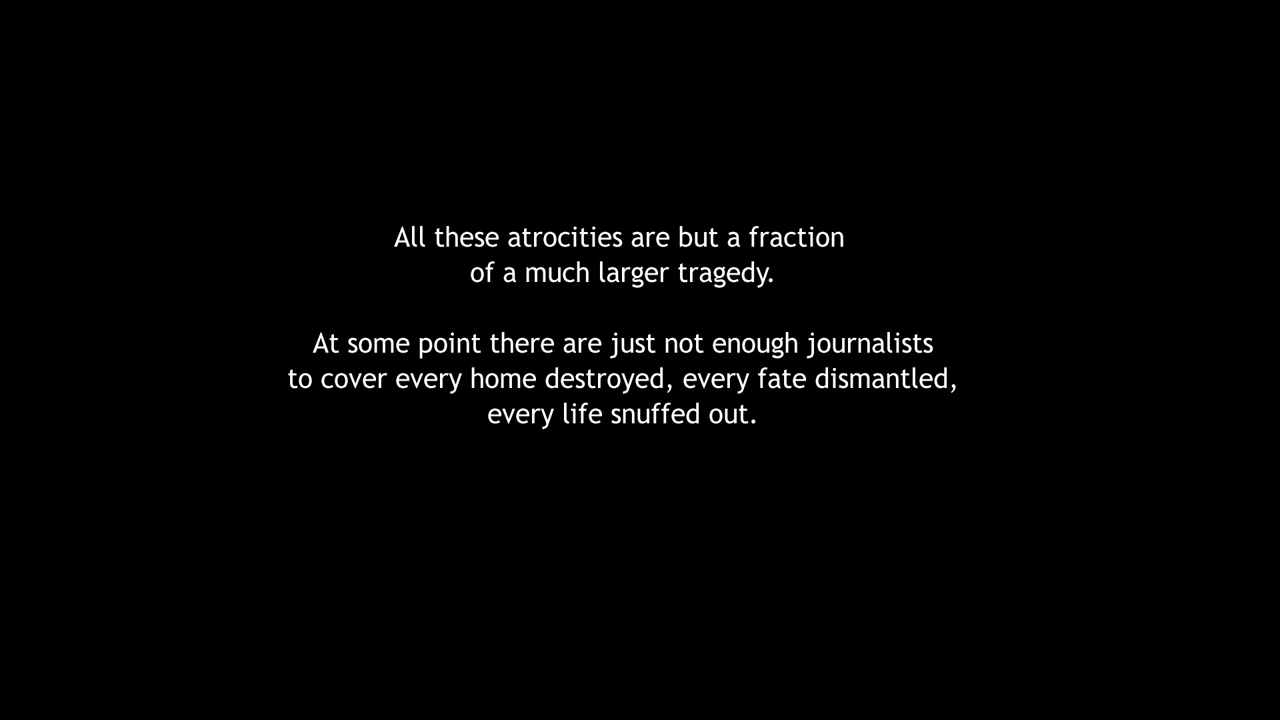 All these atrocities are but a fraction
of a much larger tragedy.
At some point there are just not enough journalists
to cover every home destroyed, every fate dismantled,
every life snuffed out.